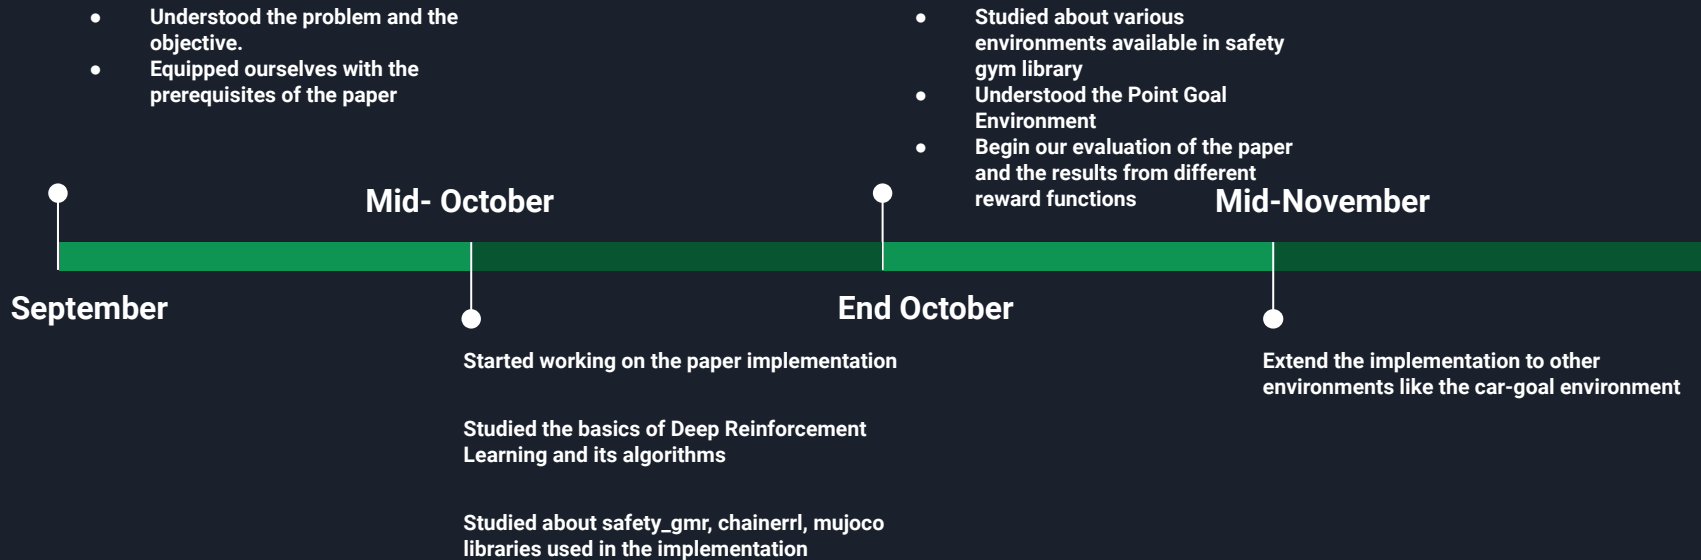 ● Understood the problem and the
objective.
● Equipped ourselves with the
prerequisites of the paper
● Studied about various
environments available in safety
gym library
● Understood the Point Goal
Environment
● Begin our evaluation of the paper
and the results from different
reward functions
Mid- October
Mid-November
September
End October
Started working on the paper implementation
Studied the basics of Deep Reinforcement
Learning and its algorithms
Studied about safety_gmr, chainerrl, mujoco
libraries used in the implementation
Extend the implementation to other
environments like the car-goal environment